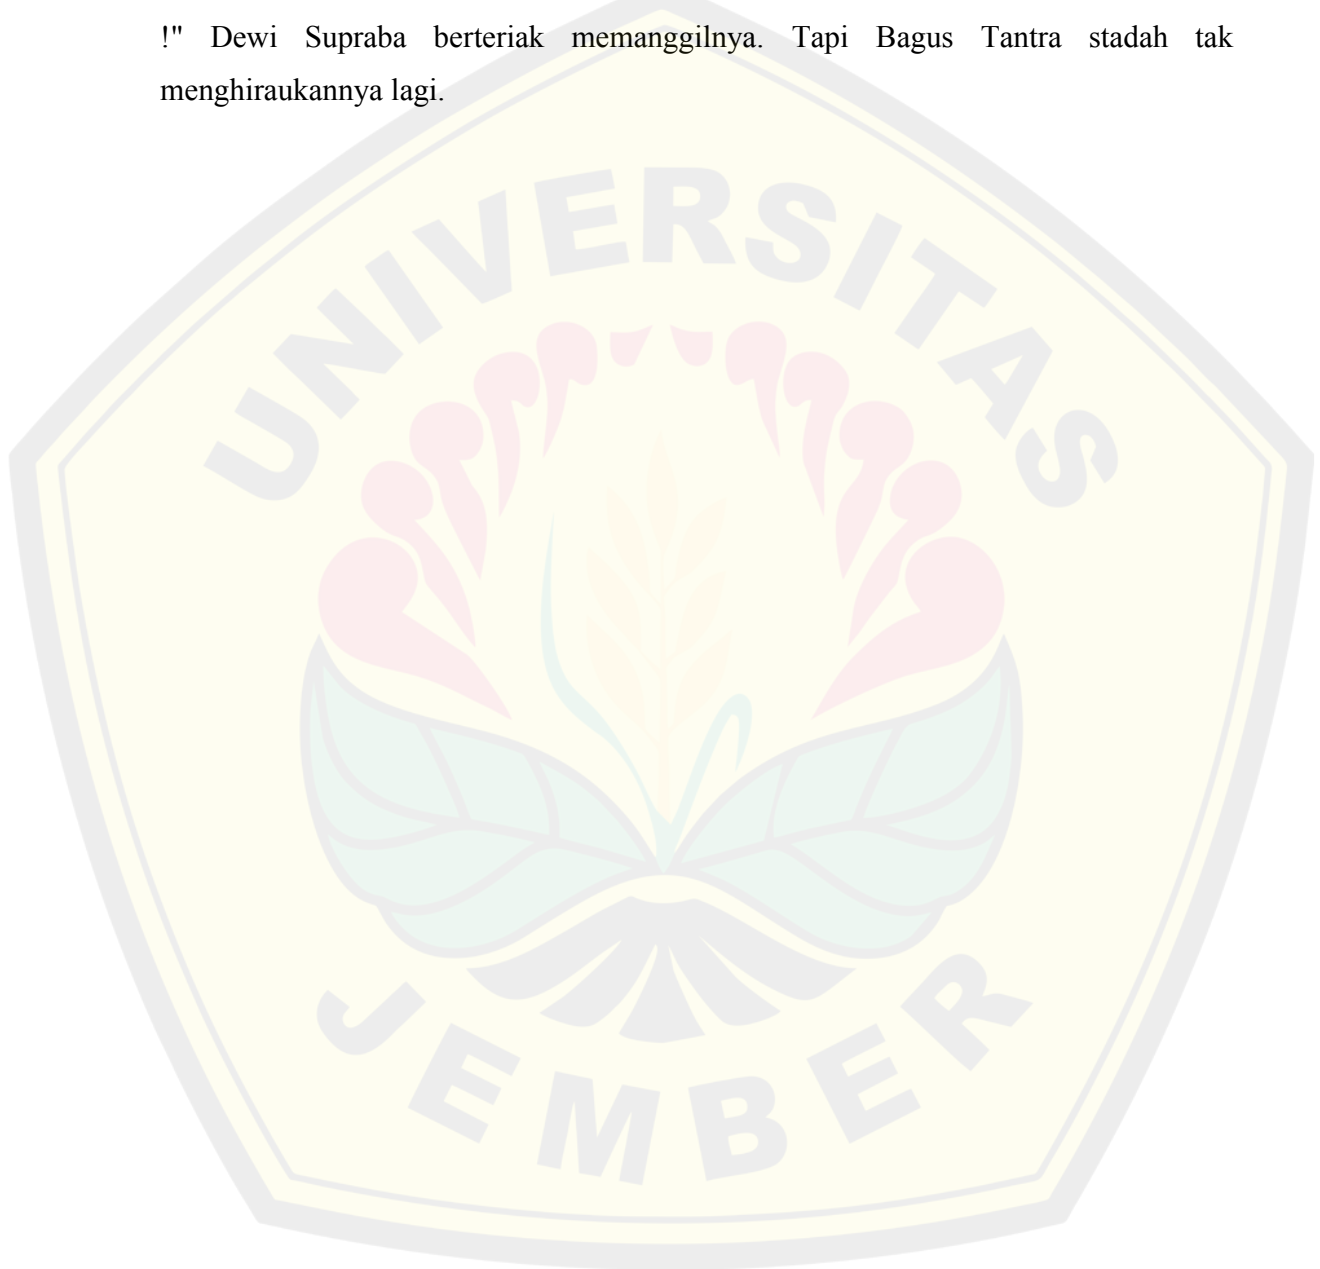 !" Dewi Supraba berteriak memanggilnya. Tapi Bagus Tantra stadah tak
menghiraukannya lagi.
UNIVERSITAS
JEMBER